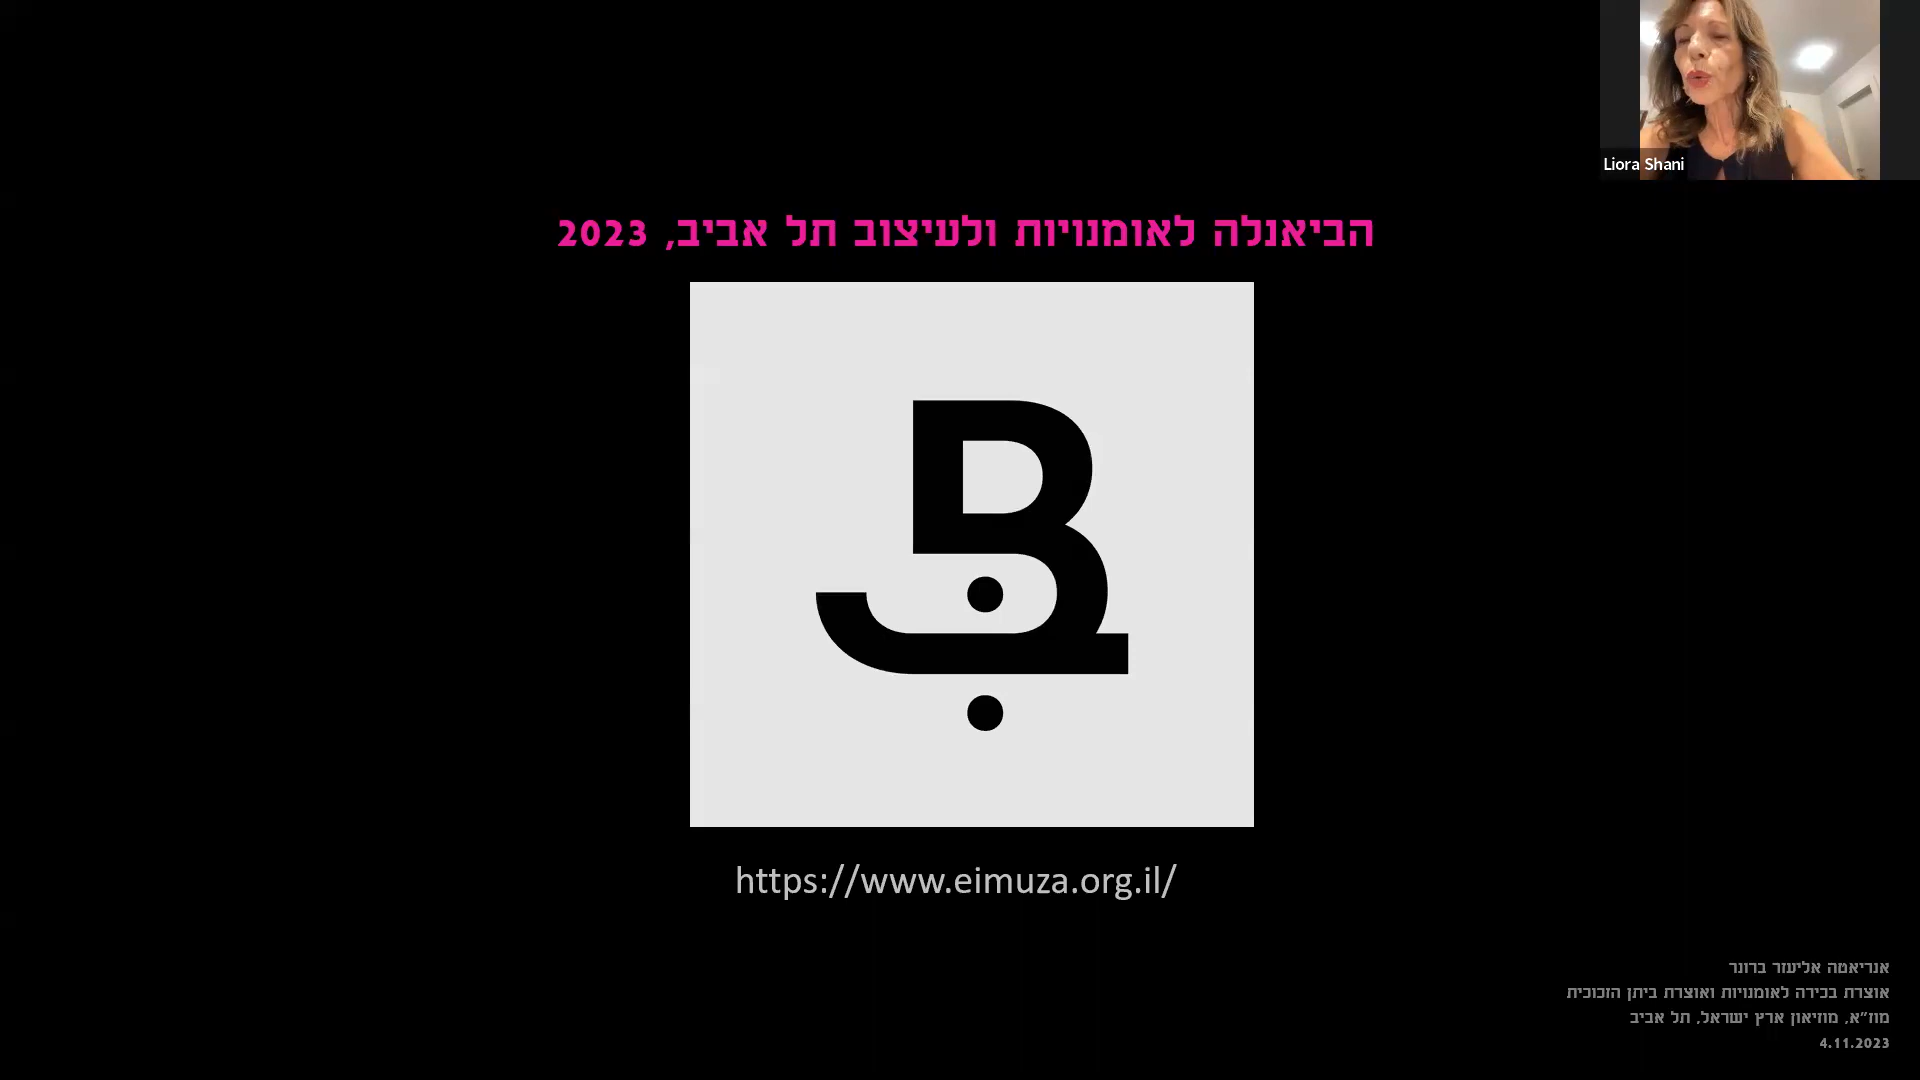 Liora Shani
הביאנלה לאומנויות ולעיצוב תל אביב, 2023
B
https://www.eimuza.org.il/
אנריאטה אליעזר ברונר
אוצרת בכירה לאומנויות ואוצרת ביתן הזכוכית
מוז״א, מוזיאון ארץ ישראל, תל אביב
4.11.2023